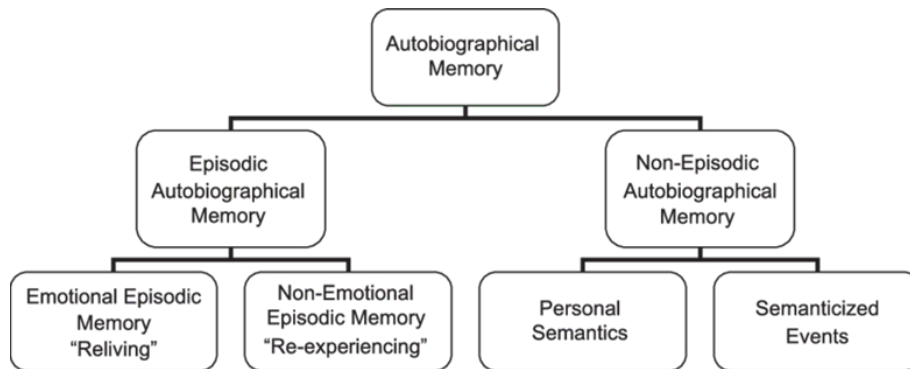 Autobiographical
Memory
Episodic
Autobiographical
Memory
Non-Episodic
Autobiographical
Memory
Emotional Episodic
Memory
“Reliving”
Non-Emotional
Episodic Memory
“Re-experiencing”
Personal
Semantics
Semanticized
Events